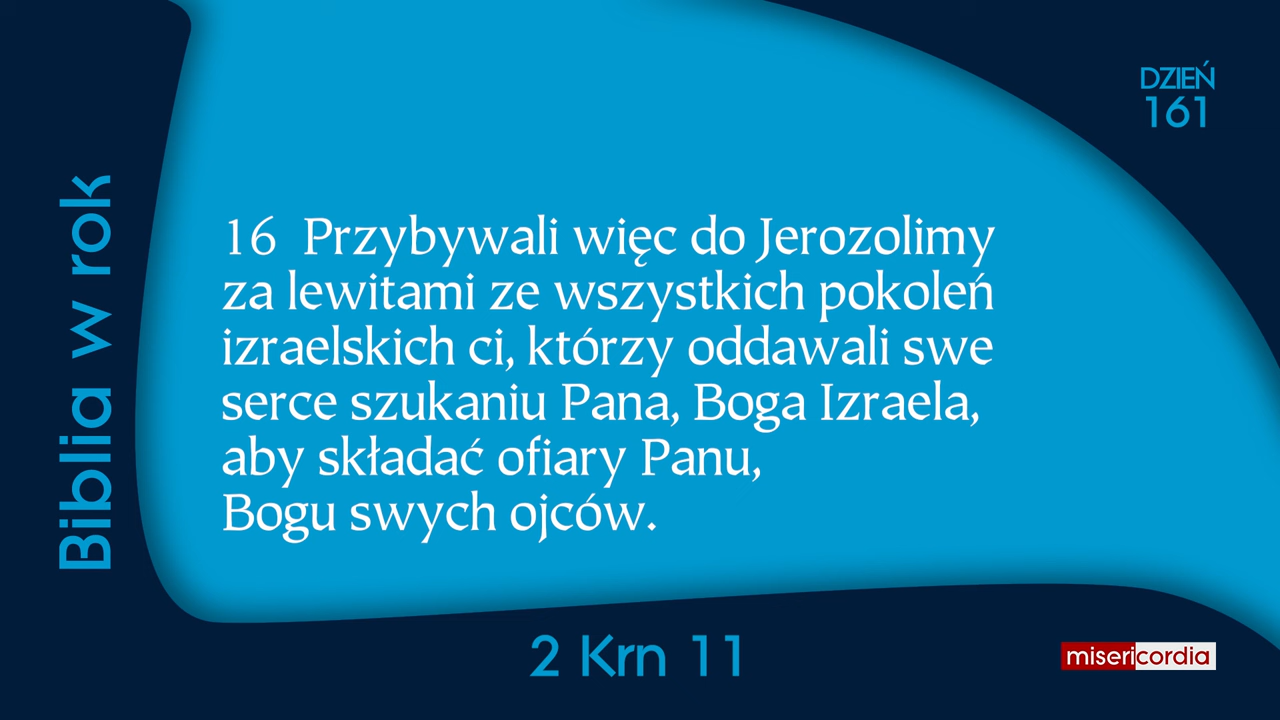 DZIEŃ
161
Biblia w rok
16 Przybywali więc do Jerozolimy
za lewitami ze wszystkich pokoleń
izraelskich ci, którzy oddawali swe
serce szukaniu Pana, Boga Izraela,
aby składać ofiary Panu,
Bogu swych ojców.
2 Krn 11
misericordia